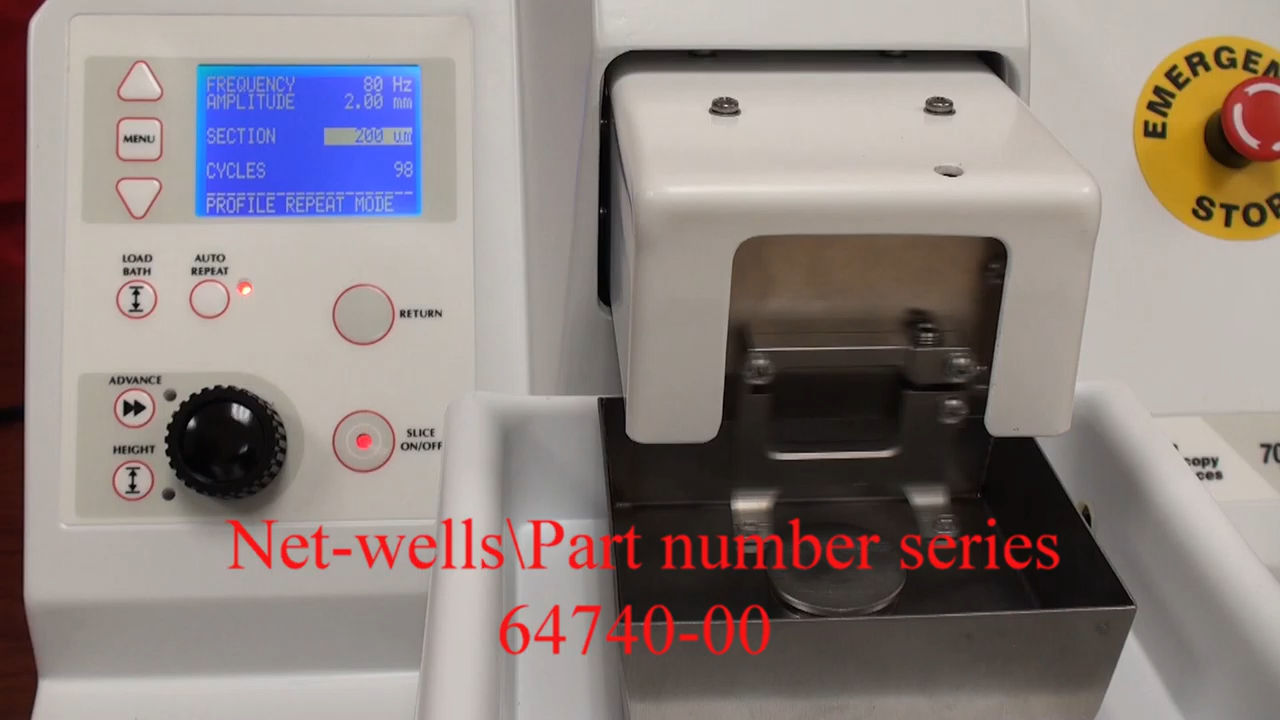 FREQUENCY 80 Hz
AMPLITUDE 2.00 mm
SECTION 200 um
CYCLES 98
PROFILE REPEAT MODE
MENU
LOAD
BATH
AUTO
REPEAT
RETURN
ADVANCE
HEIGHT
SLICE
ON/OFF
STOP
70
Net-wells\Part number series
64740-00